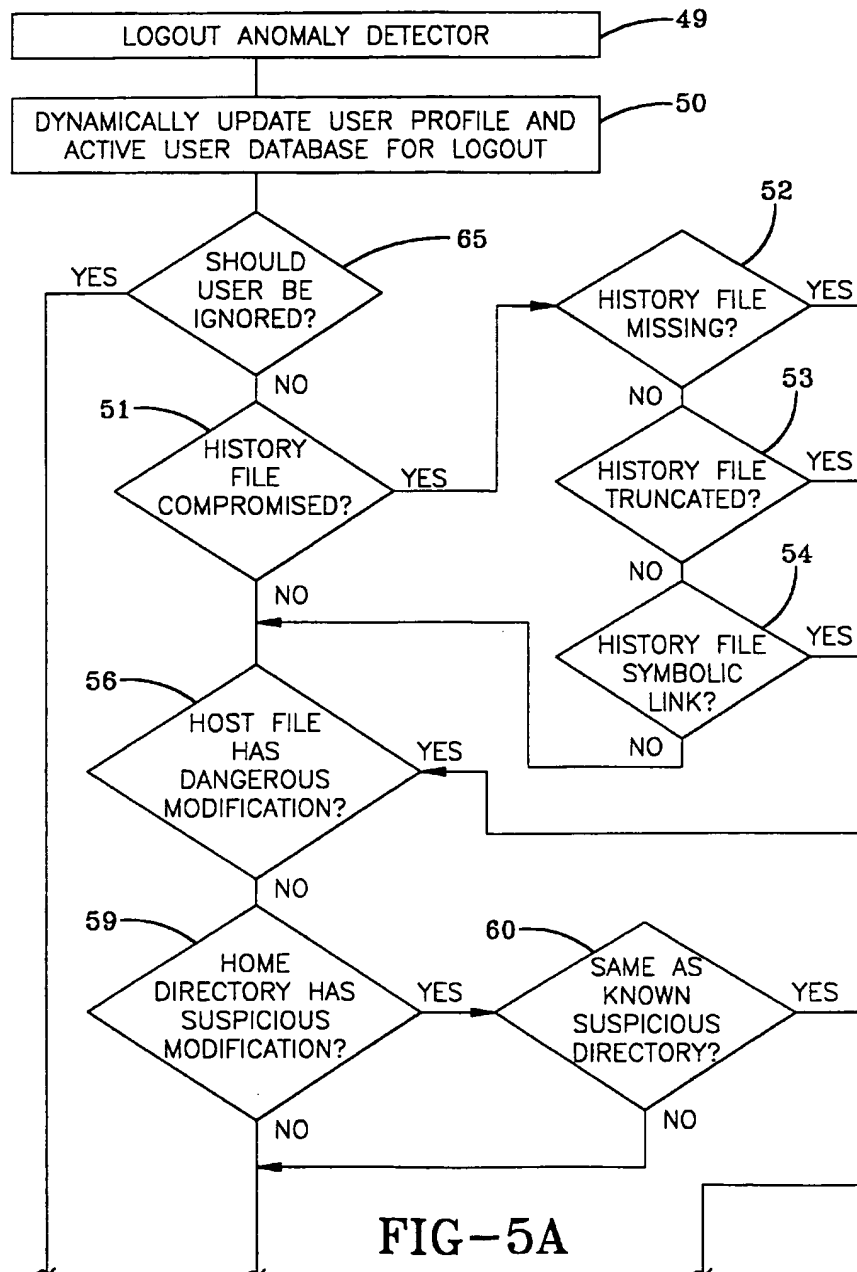 LOGOUT ANOMALY DETECTOR
49
DYNAMICALLY UPDATE USER PROFILE AND
ACTIVE USER DATABASE FOR LOGOUT
50
SHOULD
USER BE
IGNORED?
65
YES
NO
51
HISTORY
FILE
COMPROMISED?
YES
NO
52
HISTORY FILE
MISSING?
YES
NO
53
HISTORY FILE
TRUNCATED?
YES
NO
54
HISTORY FILE
SYMBOLIC
LINK?
YES
NO
56
HOST FILE
HAS
DANGEROUS
MODIFICATION?
YES
NO
59
HOME
DIRECTORY HAS
SUSPICIOUS
MODIFICATION?
YES
NO
60
SAME AS
KNOWN
SUSPICIOUS
DIRECTORY?
YES
NO
FIG-5A